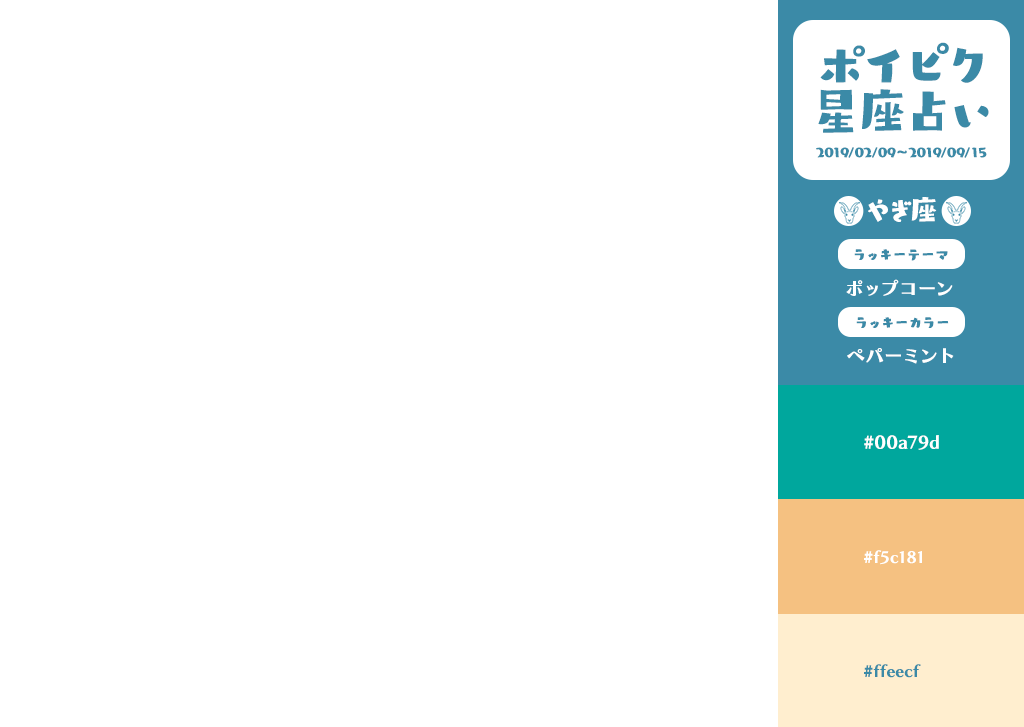 ポイピク
星座占い
2019/02/09～2019/09/15
やぎ座
ラッキーテーマ
ポップコーン
ラッキーカラー
ペパーミント
#00a79d
#f5c181
#ffeecf